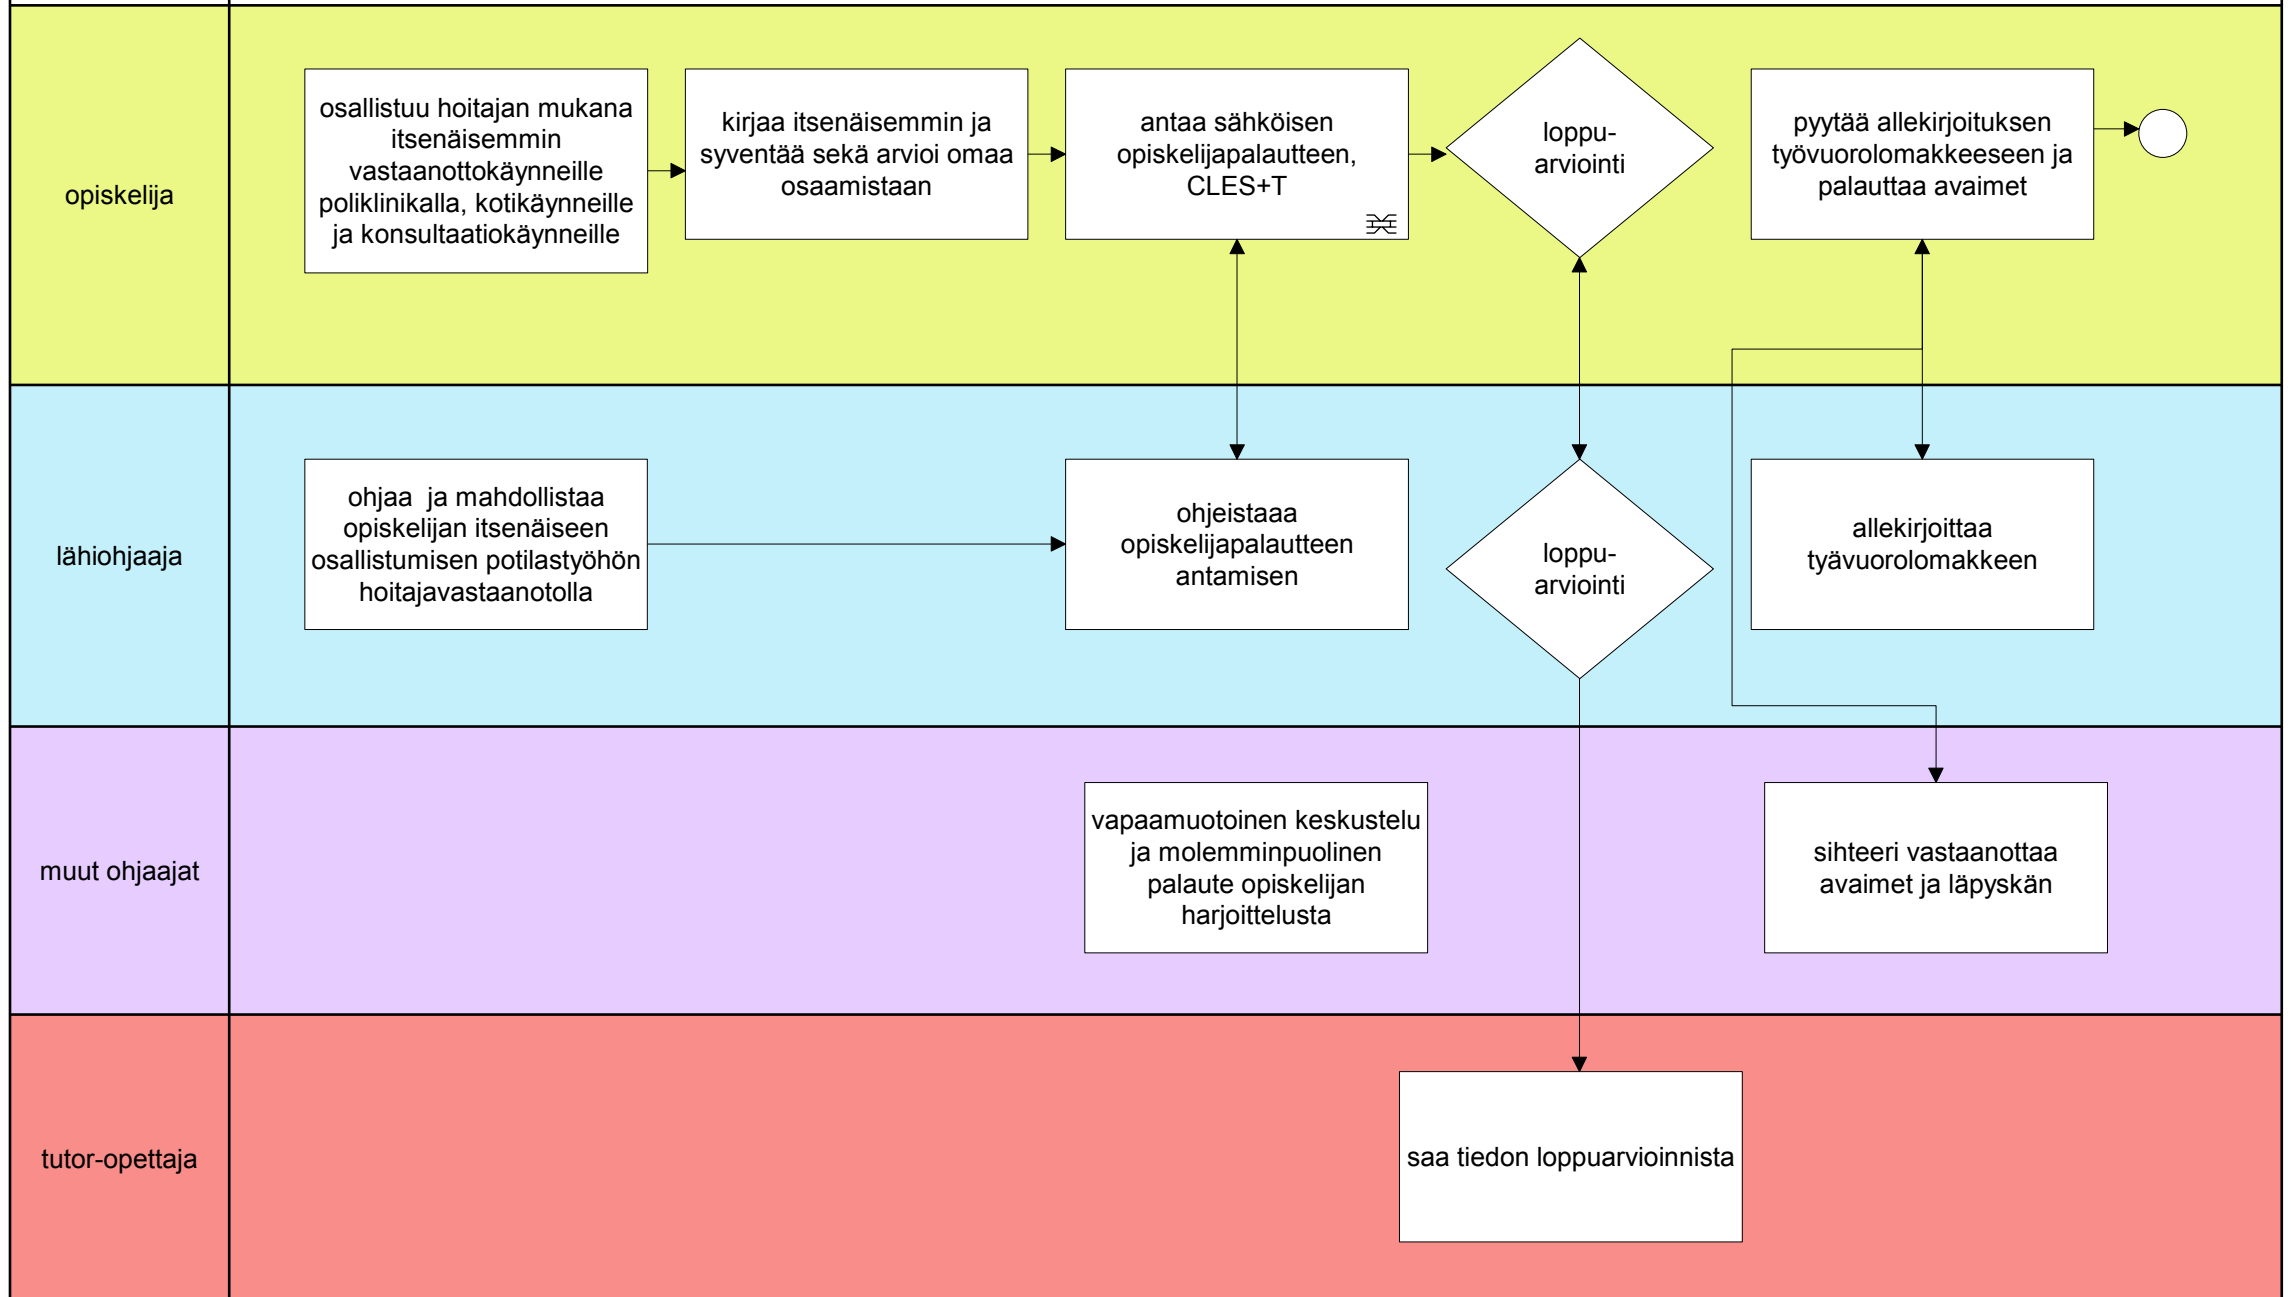 opiskelija
osallistuu hoitajan mukana
itsenäisemmin
vastaanottokäynneille
poliklinikalla, kotikäynneille
ja konsultaatiokäynneille
kirjaa itsenäisemmin ja
syventää sekä arvioi omaa
osaamistaan
antaa sähköisen
opiskelijapalautteen,
CLES+T
loppu-
arviointi
pyytää allekirjoituksen
työvuorolomakkeeseen ja
palauttaa avaimet
lähiohjaaja
ohjaa  ja mahdollistaa
opiskelijan itsenäiseen
osallistumisen potilastyöhön
hoitajavastaanotolla
ohjeistaaa
opiskelijapalautteen
antamisen
loppu-
arviointi
allekirjoittaa
tyävuorolomakkeen
muut ohjaajat
vapaamuotoinen keskustelu
ja molemminpuolinen
palaute opiskelijan
harjoittelusta
sihteeri vastaanottaa
avaimet ja läpyskän
tutor-opettaja
saa tiedon loppuarvioinnista